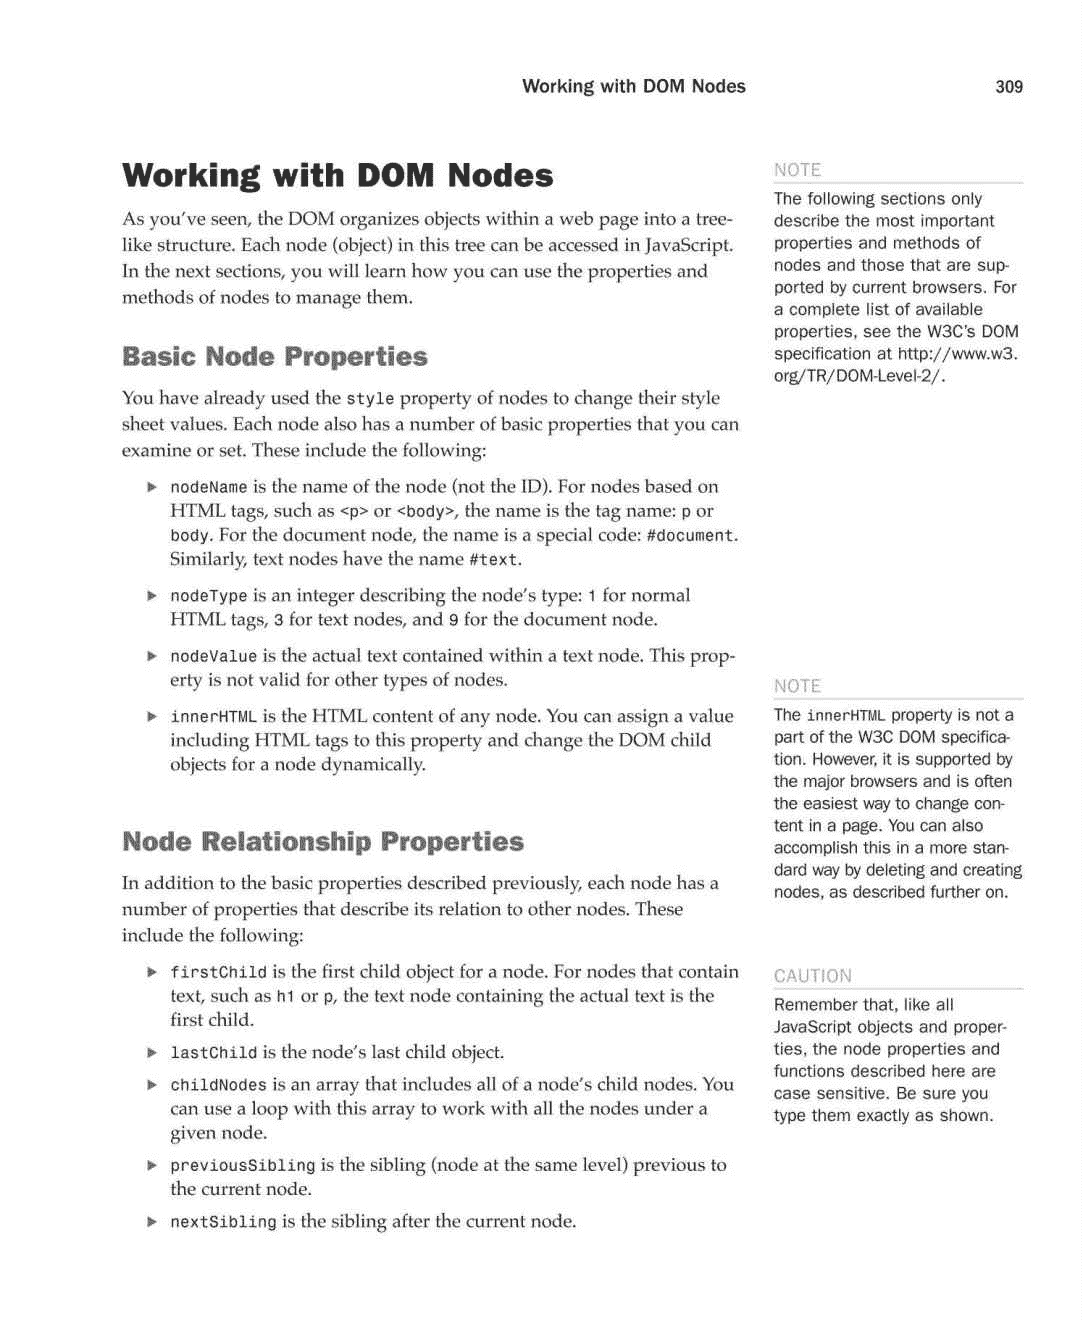 Working with DOM Nodes 309
Working with DOM Nodes
As you've seen, the DOM organizes objects within a web page into a tree-
like structure. Each node (object) in this tree can be accessed in JavaScript.
In the next sections, you will learn how you can use the properties and
methods of nodes to manage them.
Basic Node Properties
You have already used the style property of nodes to change their style
sheet values. Each node also has a number of basic properties that you can
examine or set. These include the following:
▶ nodeName is the name of the node (not the ID). For nodes based on
HTML tags, such as <p> or <body>, the name is the tag name: p or
body. For the document node, the name is a special code: #document.
Similarly, text nodes have the name #text.
▶ nodeType is an integer describing the node's type: 1 for normal
HTML tags, 3 for text nodes, and 9 for the document node.
▶ nodeValue is the actual text contained within a text node. This prop-
erty is not valid for other types of nodes.
▶ innerHTML is the HTML content of any node. You can assign a value
including HTML tags to this property and change the DOM child
objects for a node dynamically.
Node Relationship Properties
In addition to the basic properties described previously, each node has a
number of properties that describe its relation to other nodes. These
include the following:
▶ firstChild is the first child object for a node. For nodes that contain
text, such as h1 or p, the text node containing the actual text is the
first child.
▶ lastChild is the node's last child object.
▶ childNodes is an array that includes all of a node's child nodes. You
can use a loop with this array to work with all the nodes under a
given node.
▶ previousSibling is the sibling (node at the same level) previous to
the current node.
▶ nextSibling is the sibling after the current node.
NOTE
The following sections only
describe the most important
properties and methods of
nodes and those that are sup-
ported by current browsers. For
a complete list of available
properties, see the W3C's DOM
specification at http://www.w3.
org/TR/DOM-Level-2/.
NOTE
The innerHTML property is not a
part of the W3C DOM specifica-
tion. However, it is supported by
the major browsers and is often
the easiest way to change con-
tent in a page. You can also
accomplish this in a more stan-
dard way by deleting and creating
nodes, as described further on.
CAUTION
Remember that, like all
JavaScript objects and proper-
ties, the node properties and
functions described here are
case sensitive. Be sure you
type them exactly as shown.